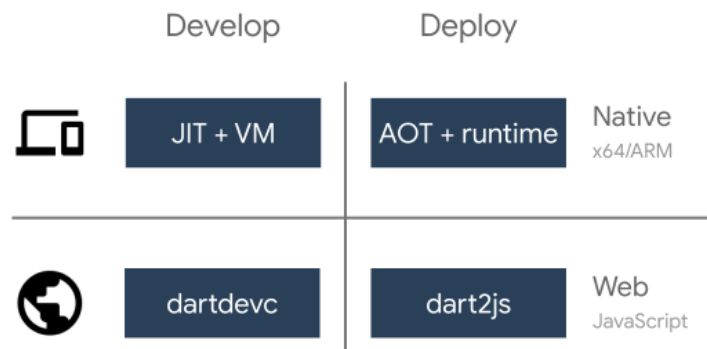 Develop
Deploy
JIT + VM
AOT + runtime
Native
x64/ARM
dartdevc
dart2js
Web
JavaScript